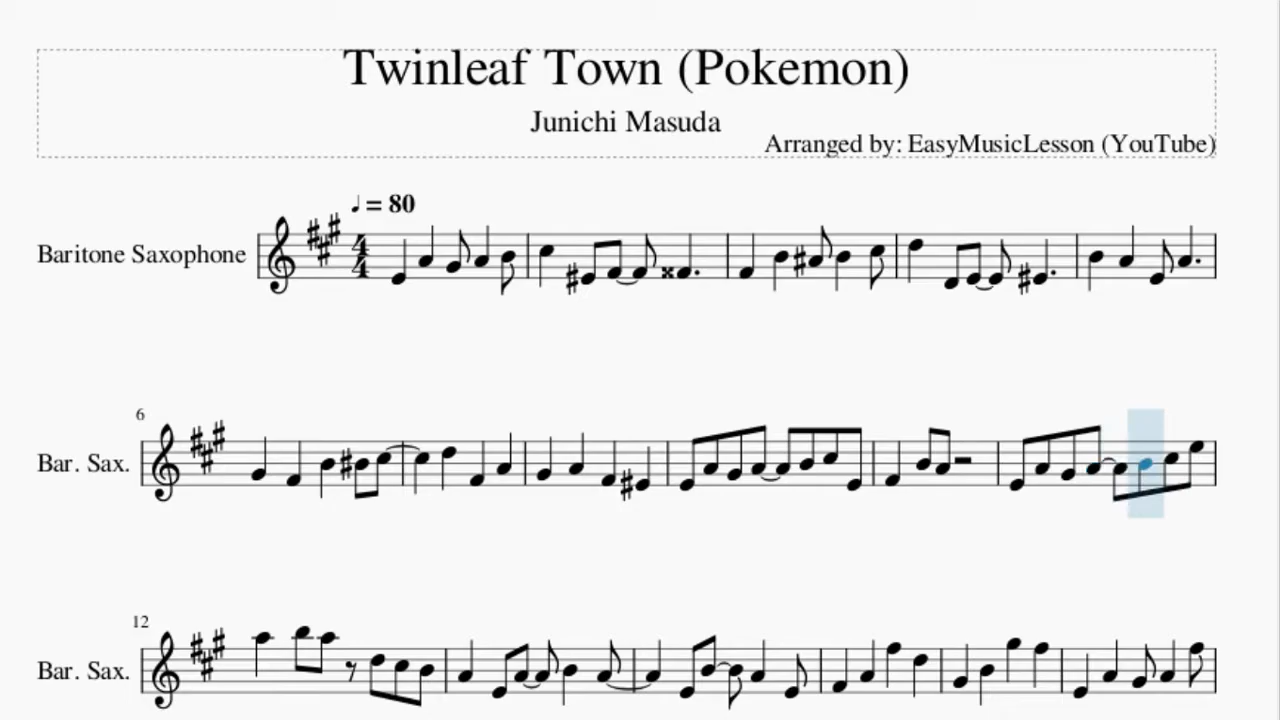 Twinleaf Town (Pokemon)
Junichi Masuda
Arranged by: EasyMusicLesson (YouTube)
♩ = 80
Baritone Saxophone
4
4
6
Bar. Sax.
12
Bar. Sax.